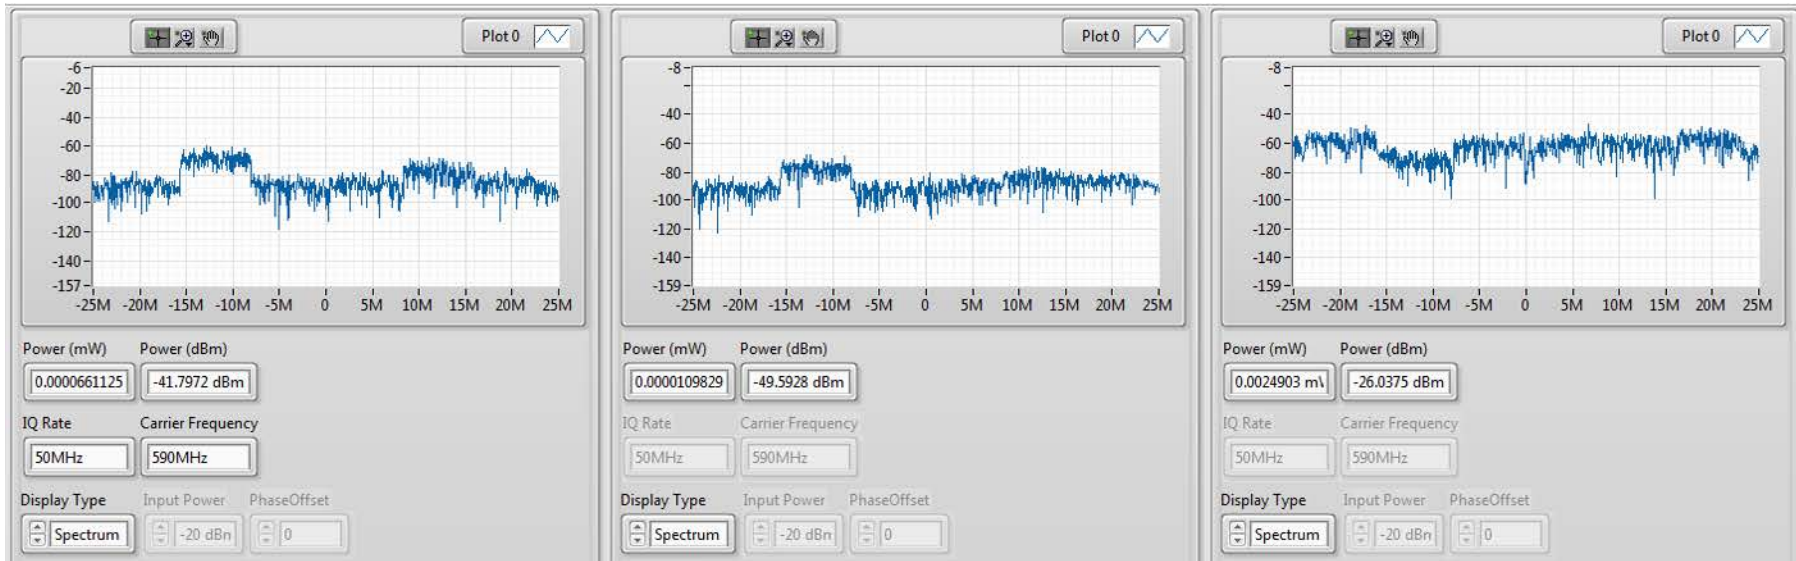 Plot 0
-6
-20
-40
-60
-80
-100
-120
-140
-157
-25M -20M -15M -10M -5M 0 5M 10M 15M 20M 25M
Power (mW) Power (dBm)
0.0000661125 -41.7972 dBm
IQ Rate Carrier Frequency
50MHz 590MHz
Display Type Input Power PhaseOffset
Spectrum -20 dBn 0
Plot 0
-8
-40
-60
-80
-100
-120
-140
-159
-25M -20M -15M -10M -5M 0 5M 10M 15M 20M 25M
Power (mW) Power (dBm)
0.0000109829 -49.5928 dBm
IQ Rate Carrier Frequency
50MHz 590MHz
Display Type Input Power PhaseOffset
Spectrum -20 dBn 0
Plot 0
-8
-40
-60
-80
-100
-120
-140
-159
-25M -20M -15M -10M -5M 0 5M 10M 15M 20M 25M
Power (mW) Power (dBm)
0.0024903 m\ -26.0375 dBm
IQ Rate Carrier Frequency
50MHz 590MHz
Display Type Input Power PhaseOffset
Spectrum -20 dBn 0